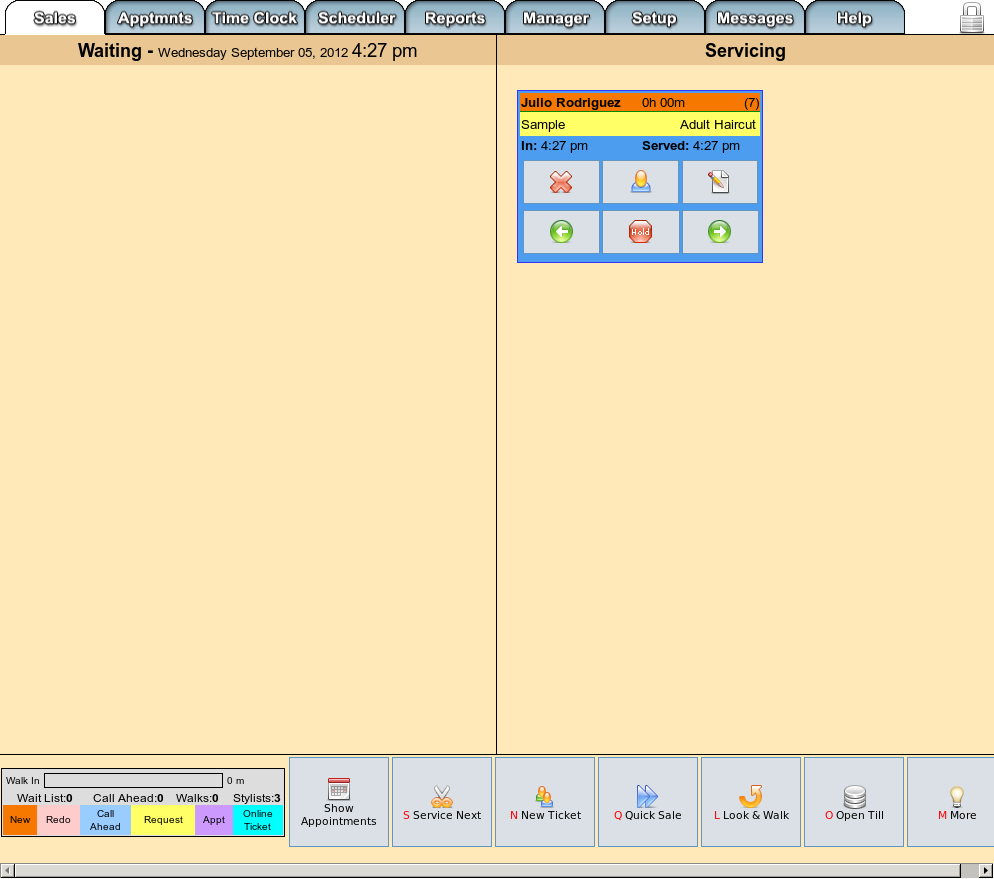 Sales Apptmnts Time Clock Scheduler Reports Manager Setup Messages Help
Waiting - Wednesday September 05, 2012 4:27 pm
Servicing
Julio Rodriguez 0h 00m (7)
Sample Adult Haircut
In: 4:27 pm Served: 4:27 pm
Hold
Walk In 0 m
Wait List:0 Call Ahead:0 Walks:0 Stylists:3
New Redo Call Ahead Request Appt Online Ticket
Show
Appointments
S Service Next
N New Ticket
Q Quick Sale
L Look & Walk
O Open Till
M More